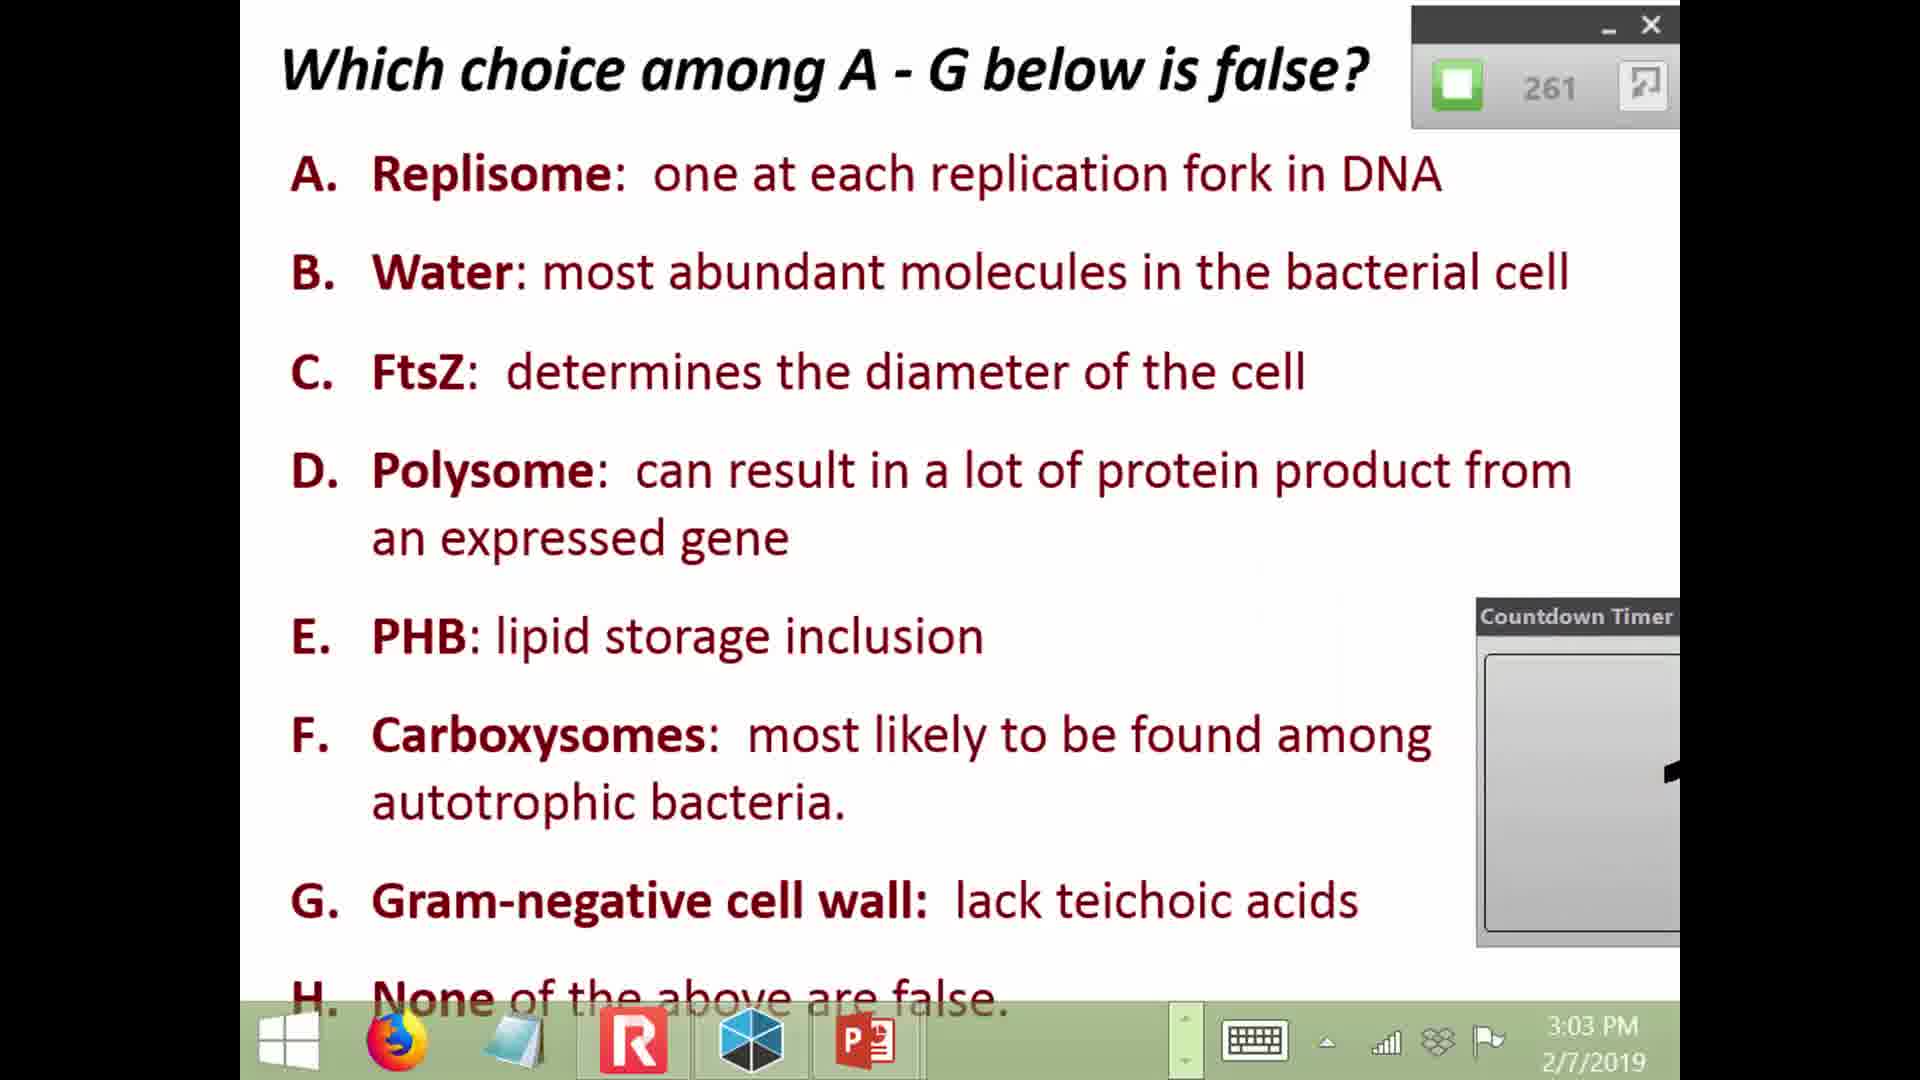 Which choice among A - G below is false?
261
A. Replisome: one at each replication fork in DNA
B. Water: most abundant molecules in the bacterial cell
C. FtsZ: determines the diameter of the cell
D. Polysome: can result in a lot of protein product from
an expressed gene
E. PHB: lipid storage inclusion
Countdown Timer
F. Carboxysomes: most likely to be found among
autotrophic bacteria.
G. Gram-negative cell wall: lack teichoic acids
H. None of the above are false.
3:03 PM
2/7/2019